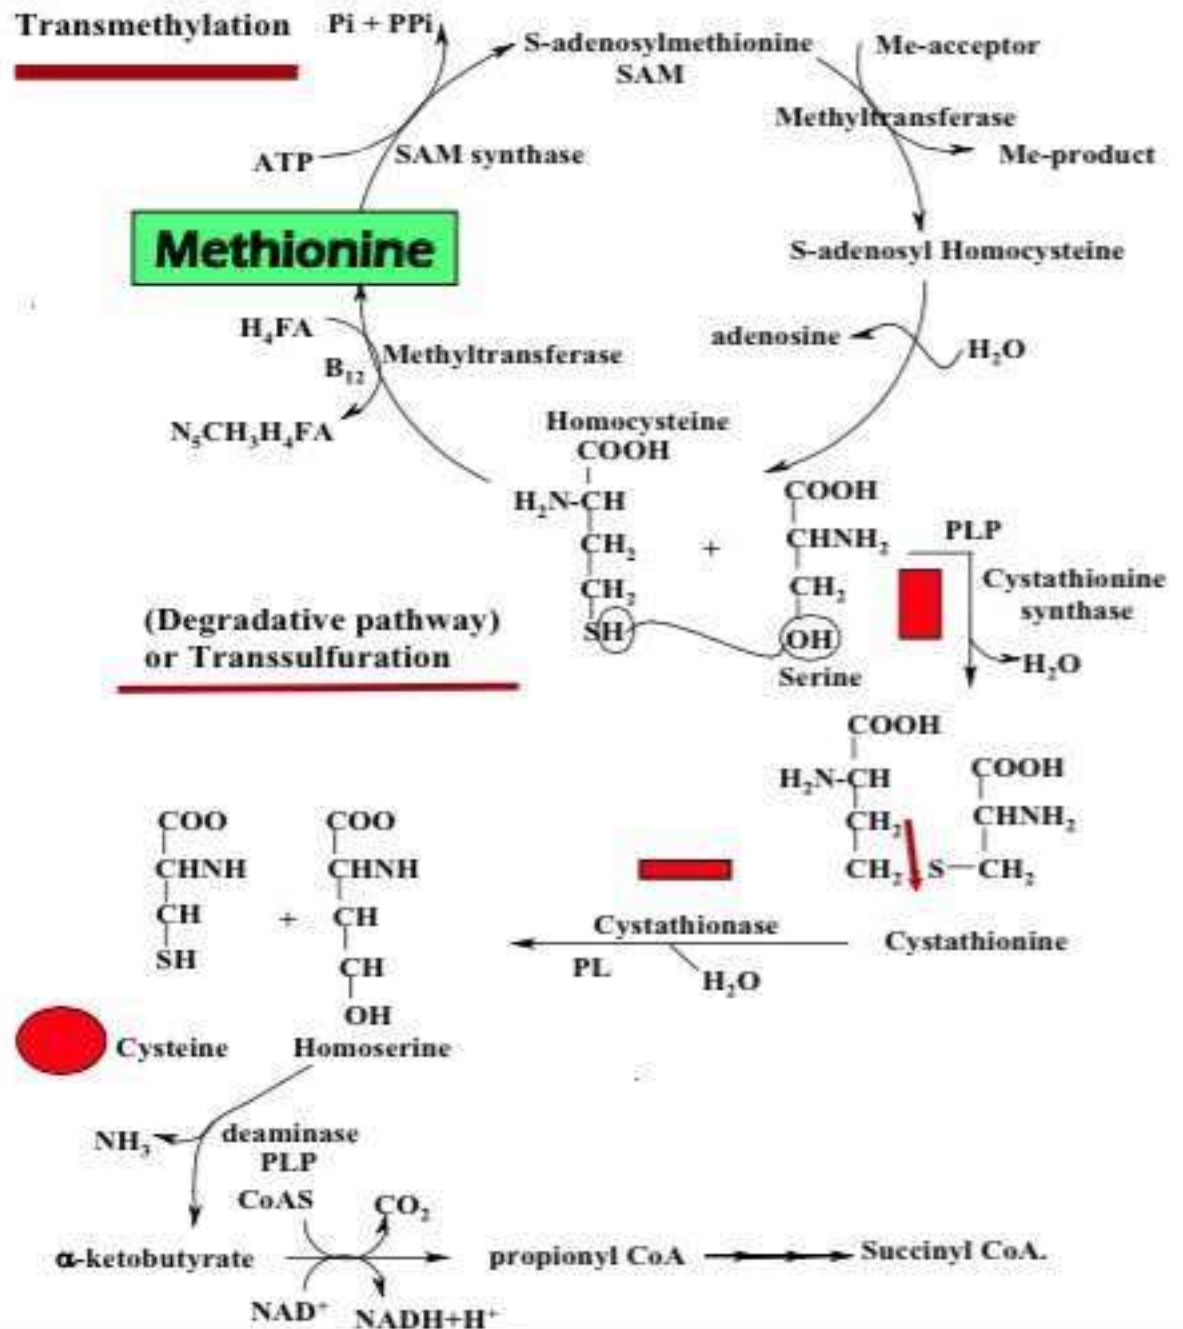 Transmethylation
Pi + PPi
S-adenosylmethionine
SAM
Me-acceptor
Methyltransferase
ATP
SAM synthase
Me-product
Methionine
S-adenosyl Homocysteine
H₄FA
adenosine
H₂O
Methyltransferase
B₁₂
N₅CH₃H₄FA
Homocysteine
COOH
H₂N-CH
CH₂
CH₂
SH
+
COOH
CHNH₂
CH₂
OH
Serine
PLP
Cystathionine
synthase
H₂O
(Degradative pathway)
or Transsulfuration
COOH
H₂N-CH
CH₂
CH₂
S—CH₂
CHNH₂
COOH
Cystathionine
Cystathionase
PL
H₂O
COO
CHNH
CH
SH
+
COO
CHNH
CH
CH
OH
Cysteine
Homoserine
NH₃
deaminase
PLP
CoAS
CO₂
α-ketobutyrate
propionyl CoA
Succinyl CoA.
NAD⁺
NADH+H⁺